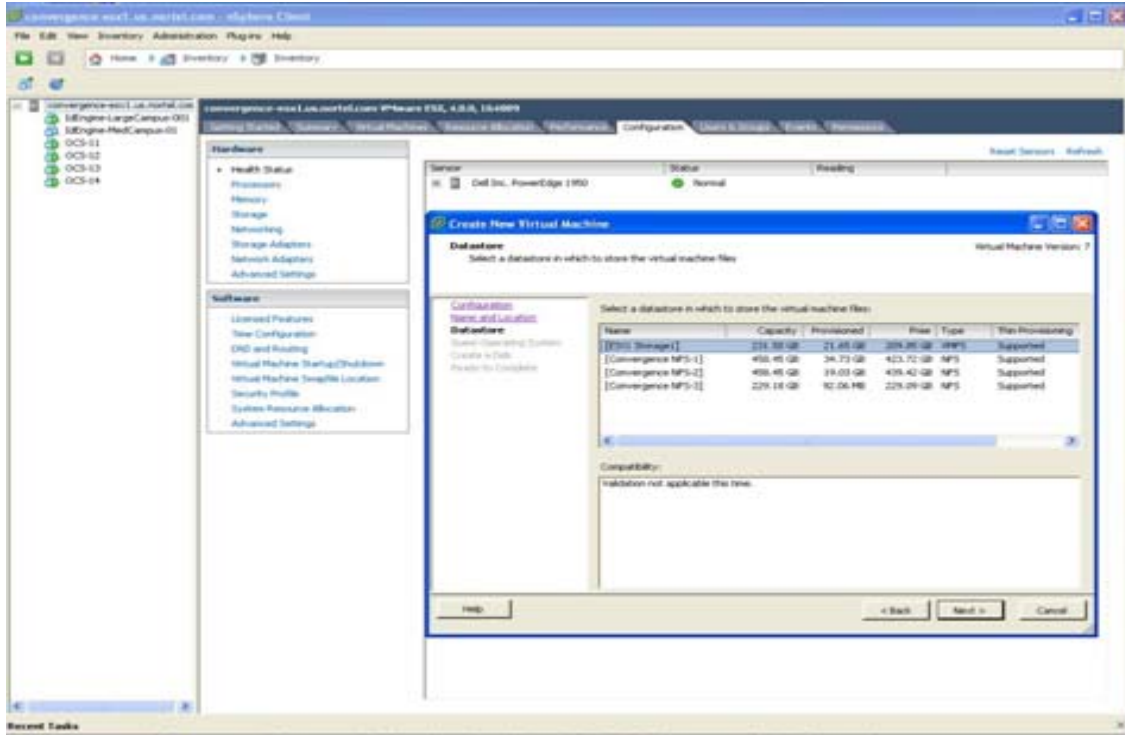 convergence-esx1.us.nortel.com - vSphere Client
File Edit View Inventory Administration Plug-ins Help
Home Inventory Inventory
convergence-esx1.us.nortel.com
IdEngine-LargeCampus-001
IdEngine-MedCampus-01
OCS-11
OCS-12
OCS-13
OCS-14
convergence-esx1.us.nortel.com VMware ESX, 4.0.0, 164009
Getting Started Summary Virtual Machines Resource Allocation Performance Configuration Users & Groups Events Permissions
Hardware
Health Status
Processors
Memory
Storage
Networking
Storage Adapters
Network Adapters
Advanced Settings
Software
Licensed Features
Time Configuration
DNS and Routing
Virtual Machine Startup/Shutdown
Virtual Machine Swapfile Location
Security Profile
System Resource Allocation
Advanced Settings
Reset Sensors Refresh
Sensor Status Reading
Dell Inc. PowerEdge 1950 Normal
Create New Virtual Machine
Datastore
Select a datastore in which to store the virtual machine files
Virtual Machine Version: 7
Configuration
Name and Location
Datastore
Guest Operating System
Create a Disk
Ready to Complete
Select a datastore in which to store the virtual machine files:
Name Capacity Provisioned Free Type Thin Provisioning
[ESX1 Storage1] 231.50 GB 21.65 GB 209.85 GB VMFS Supported
[Convergence NFS-1] 458.45 GB 34.73 GB 423.72 GB NFS Supported
[Convergence NFS-2] 458.45 GB 19.03 GB 439.42 GB NFS Supported
[Convergence NFS-3] 229.18 GB 92.06 MB 229.09 GB NFS Supported
Compatibility:
Validation not applicable this time.
Help < Back Next > Cancel
Recent Tasks